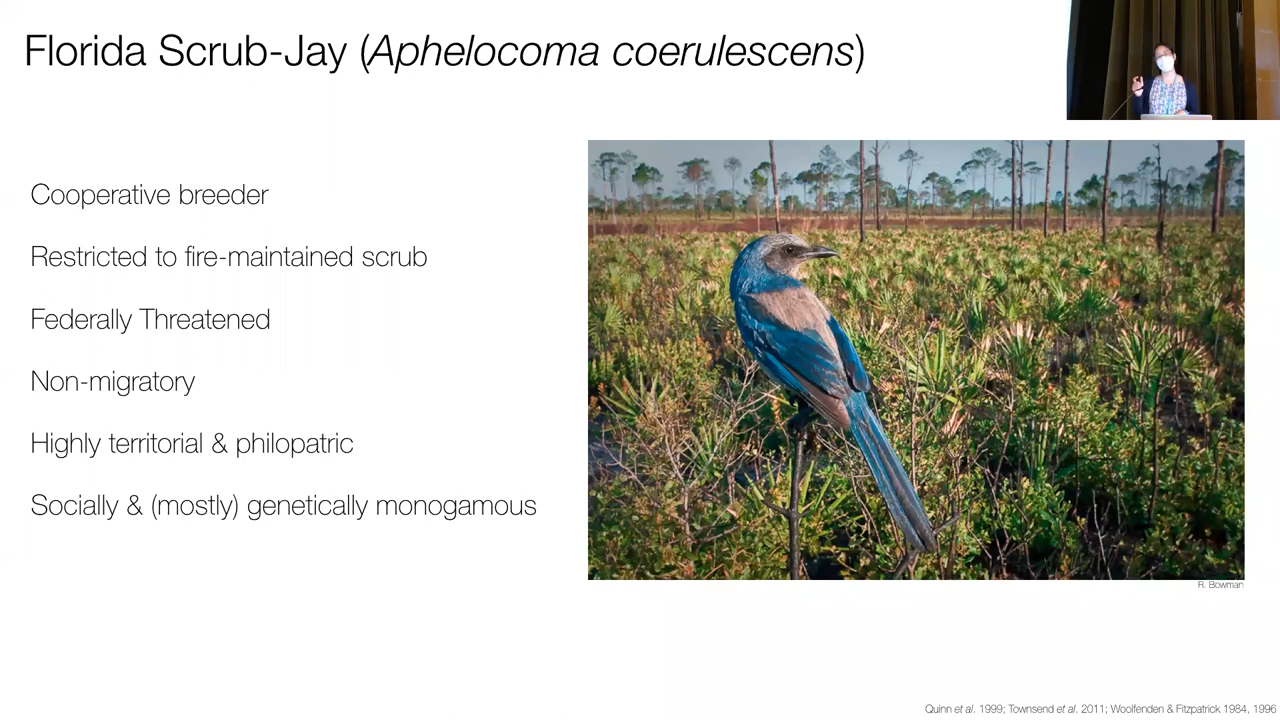 Florida Scrub-Jay (Aphelocoma coerulescens)
Cooperative breeder
Restricted to fire-maintained scrub
Federally Threatened
Non-migratory
Highly territorial & philopatric
Socially & (mostly) genetically monogamous
R. Bowman
Quinn et al. 1999; Townsend et al. 2011; Woolfenden & Fitzpatrick 1984, 1996